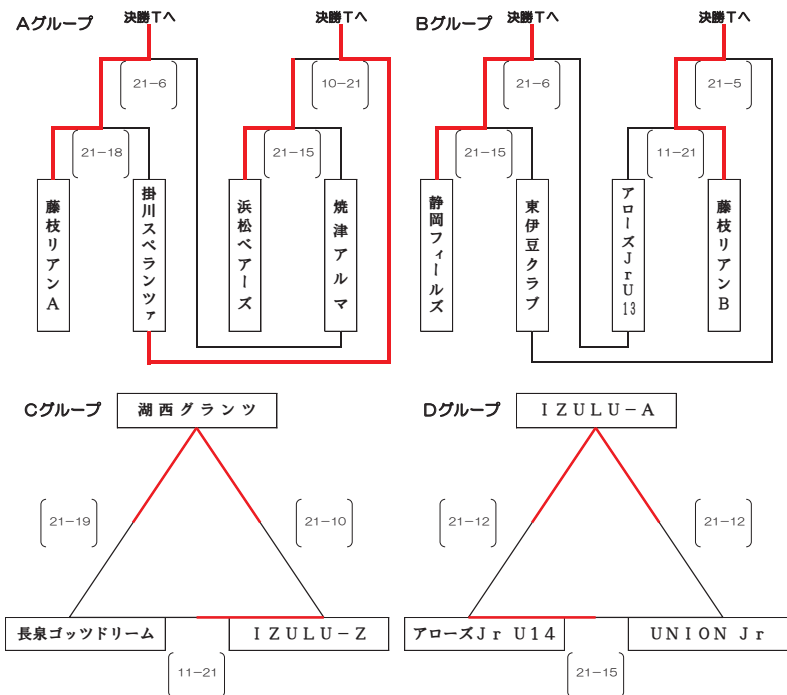 Aグループ
決勝Tへ
決勝Tへ
21-6
10-21
21-18
21-15
藤枝リアンA
掛川スペランツァ
浜松ベアーズ
焼津アルマ
Bグループ
決勝Tへ
決勝Tへ
21-6
21-5
21-15
11-21
静岡フィールズ
東伊豆クラブ
アローズJrU13
藤枝リアンB
Cグループ
湖西グランツ
21-19
21-10
長泉ゴッツドリーム
IZULU-Z
11-21
Dグループ
IZULU-A
21-12
21-12
アローズJr U14
UNION Jr
21-15